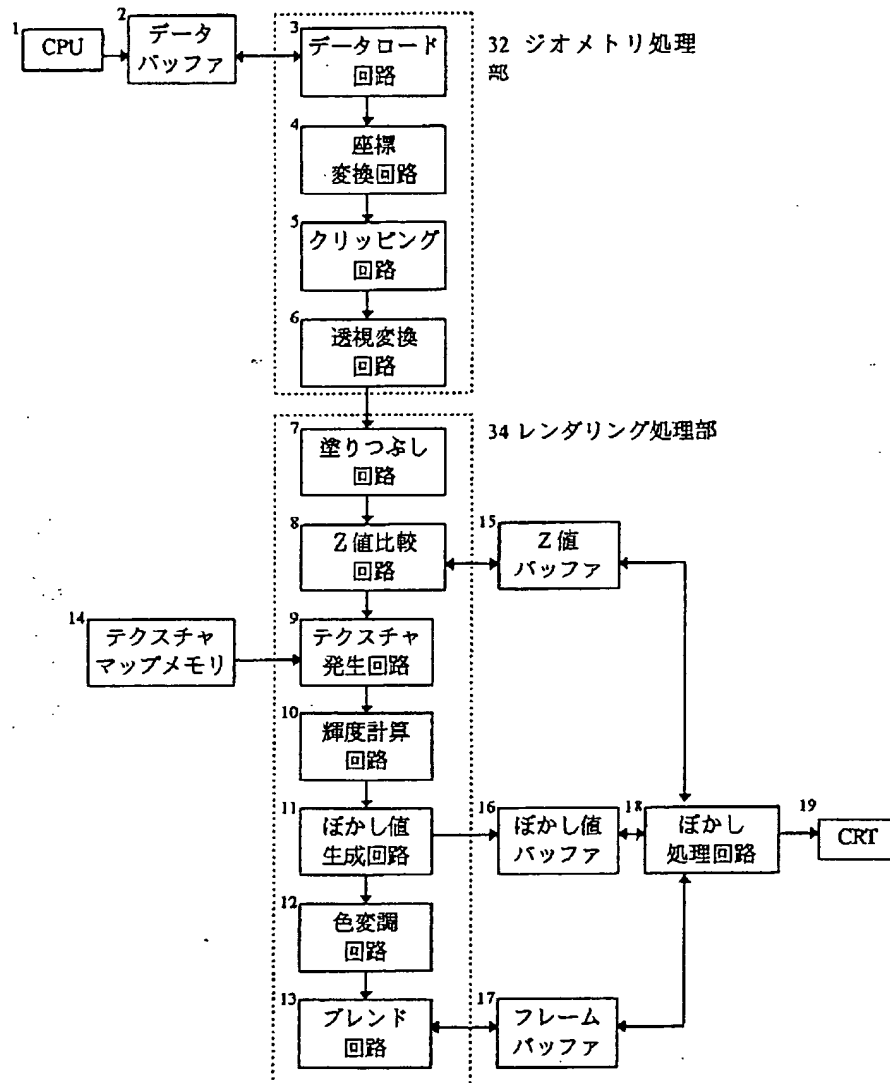 1
CPU
2
データ
バッファ
3
データロード
回路
32 ジオメトリ処理
部
4
座標
変換回路
5
クリッピング
回路
6
透視変換
回路
7
塗りつぶし
回路
34 レンダリング処理部
8
Z値比較
回路
15
Z値
バッファ
14
テクスチャ
マップメモリ
9
テクスチャ
発生回路
10
輝度計算
回路
11
ぼかし値
生成回路
16
ぼかし値
バッファ
18
ぼかし
処理回路
19
CRT
12
色変調
回路
13
ブレンド
回路
17
フレーム
バッファ